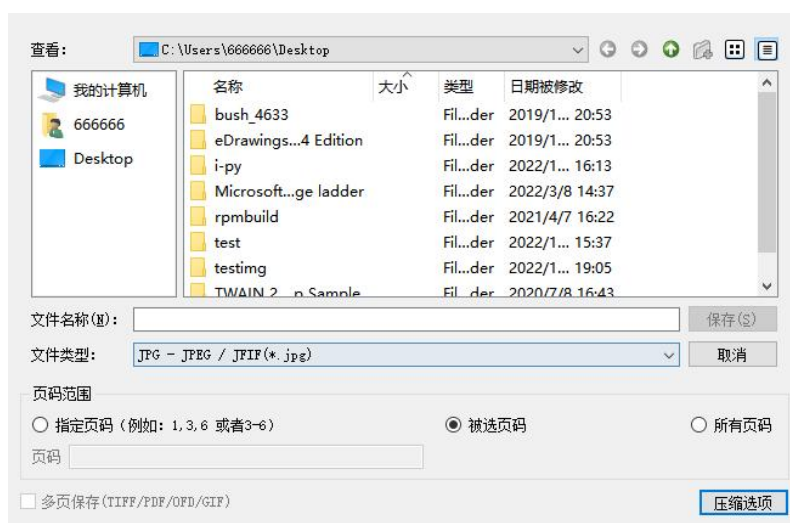 查看: C:\Users\666666\Desktop
我的计算机
666666
Desktop
名称 大小 类型 日期被修改
bush_4633 Fil...der 2019/1... 20:53
eDrawings...4 Edition Fil...der 2019/1... 20:53
i-py Fil...der 2022/1... 16:13
Microsoft...ge ladder Fil...der 2022/3/8 14:37
rpmbuild Fil...der 2021/4/7 16:22
test Fil...der 2022/1... 15:37
testimg Fil...der 2022/1... 19:05
TWAIN 2...n Sample Fil...der 2020/7/8 16:43
文件名称(N): 保存(S)
文件类型: JPG - JPEG / JFIF(*.jpg) 取消
页码范围
指定页码(例如: 1,3,6 或者3-6) 被选页码 所有页码
页码
多页保存(TIFF/PDF/OFD/GIF) 压缩选项